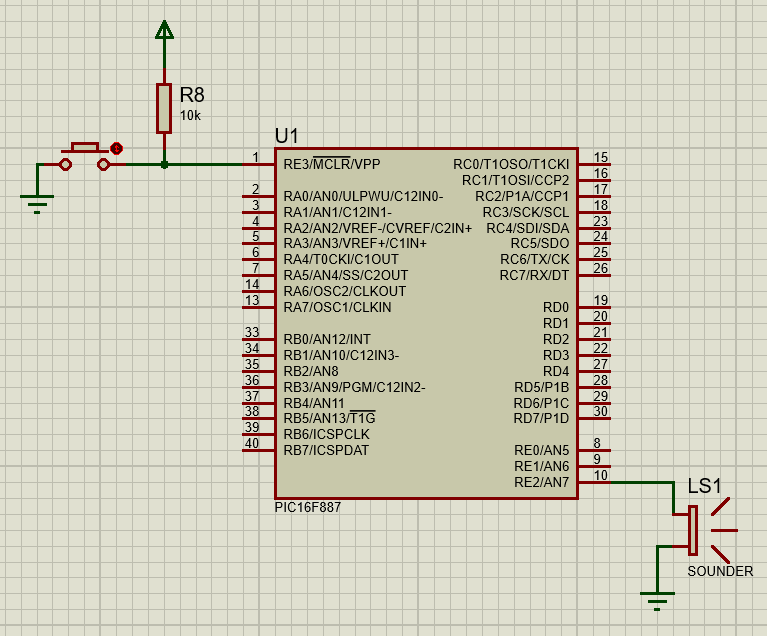 R8
10k
U1
1 RE3/MCLR/VPP RC0/T1OSO/T1CKI 15
RC1/T1OSI/CCP2 16
2 RA0/AN0/ULPWU/C12IN0- RC2/P1A/CCP1 17
3 RA1/AN1/C12IN1- RC3/SCK/SCL 18
4 RA2/AN2/VREF-/CVREF/C2IN+ RC4/SDI/SDA 23
5 RA3/AN3/VREF+/C1IN+ RC5/SDO 24
6 RA4/T0CKI/C1OUT RC6/TX/CK 25
7 RA5/AN4/SS/C2OUT RC7/RX/DT 26
14 RA6/OSC2/CLKOUT
13 RA7/OSC1/CLKIN RD0 19
RD1 20
33 RB0/AN12/INT RD2 21
34 RB1/AN10/C12IN3- RD3 22
35 RB2/AN8 RD4 27
36 RB3/AN9/PGM/C12IN2- RD5/P1B 28
37 RB4/AN11 RD6/P1C 29
38 RB5/AN13/T1G RD7/P1D 30
39 RB6/ICSPCLK
40 RB7/ICSPDAT RE0/AN5 8
RE1/AN6 9
RE2/AN7 10
PIC16F887
LS1
SOUNDER